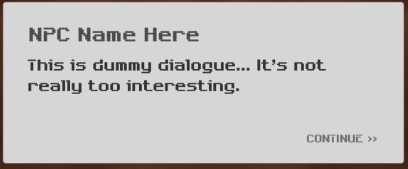 NPC Name Here
This is dummy dialogue... It's not
really too interesting.
CONTINUE >>